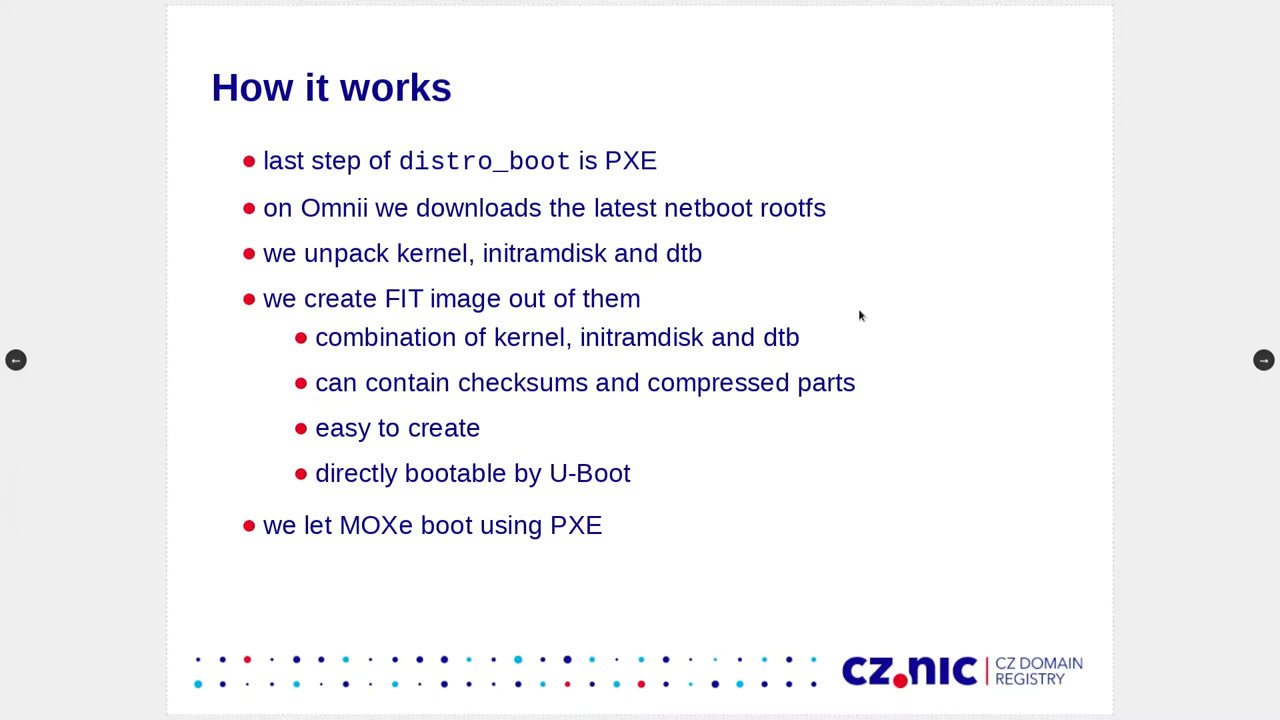 How it works
last step of distro_boot is PXE
on Omnii we downloads the latest netboot rootfs
we unpack kernel, initramdisk and dtb
we create FIT image out of them
combination of kernel, initramdisk and dtb
can contain checksums and compressed parts
easy to create
directly bootable by U-Boot
we let MOXe boot using PXE
cz.nic
CZ DOMAIN
REGISTRY